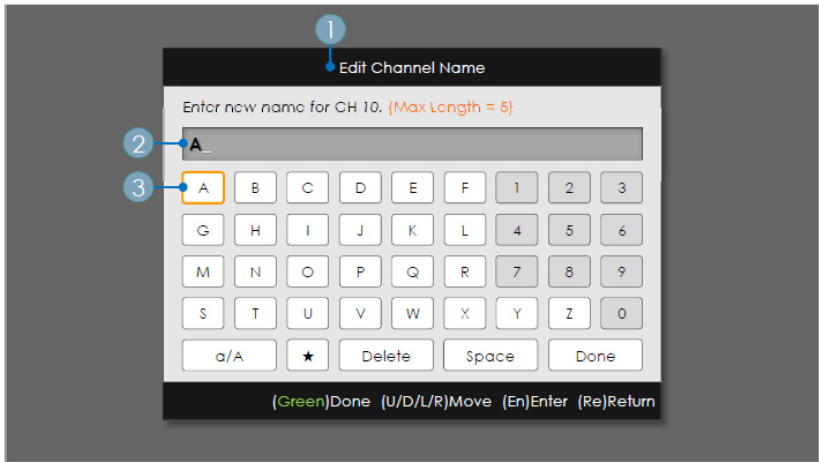 1
Edit Channel Name
Enter new name for CH 10. (Max Length = 5)
2 A_
3 A B C D E F 1 2 3
G H I J K L 4 5 6
M N O P Q R 7 8 9
S T U V W X Y Z 0
a/A ★ Delete Space Done
(Green)Done (U/D/L/R)Move (En)Enter (Re)Return